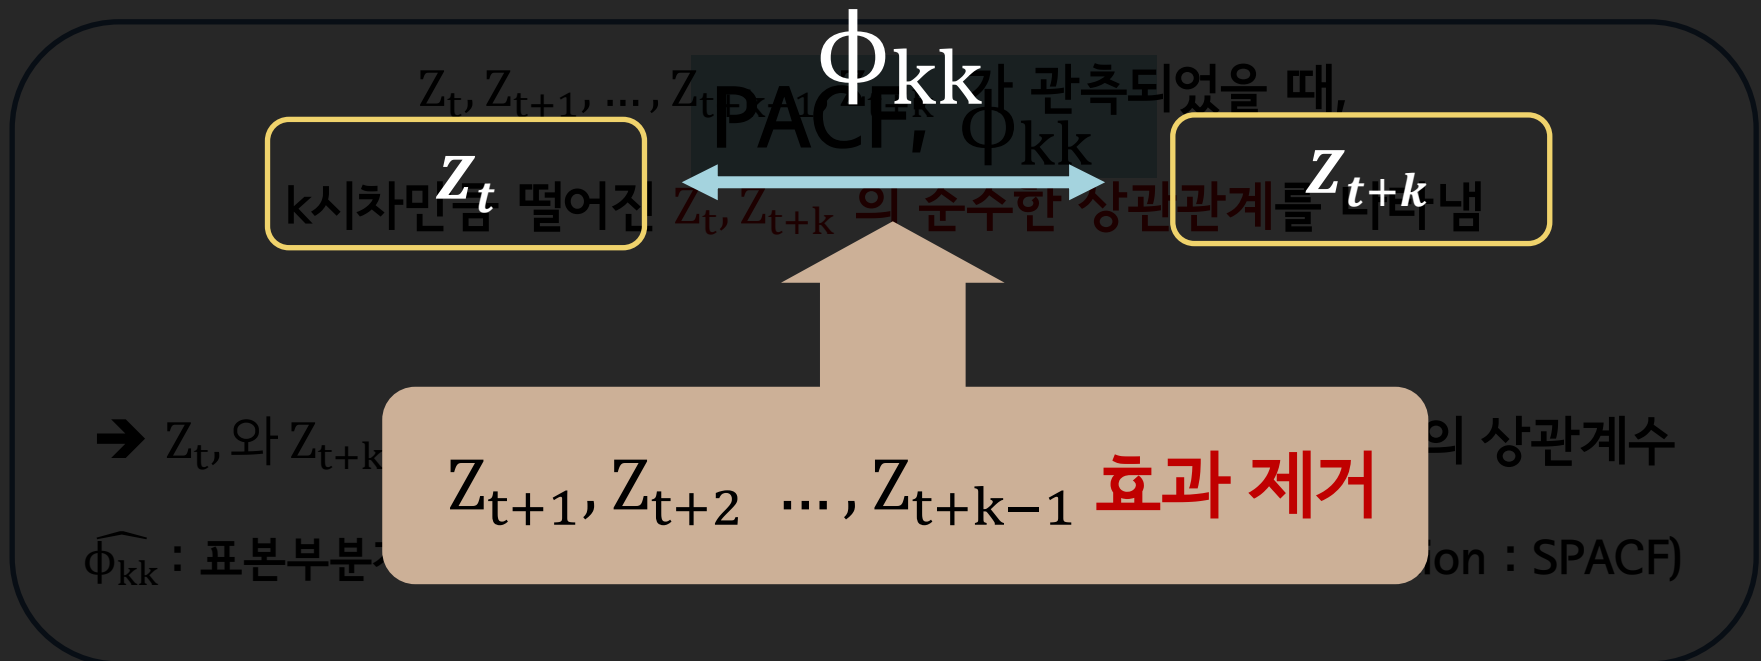 ϕkk
Zt, Zt+1, … , Zt+k−1, Zt+k 가 관측되었을 때,
PACF, ϕkk
Zt
Zt+k
k시차만큼 떨어진 Zt, Zt+k 의 순수한 상관관계를 나타냄
➔ Zt, 와 Zt+k 의 상관계수
Zt+1, Zt+2 … , Zt+k−1 효과 제거
ϕ̂kk : 표본부분 : SPACF)